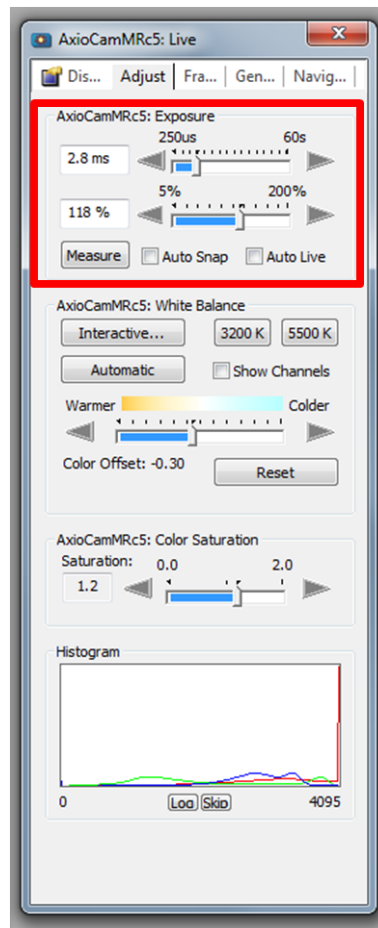 AxioCamMRc5: Live
Dis... Adjust Fra... Gen... Navig...
AxioCamMRc5: Exposure
250us 60s
2.8 ms
5% 200%
118 %
Measure Auto Snap Auto Live
AxioCamMRc5: White Balance
Interactive... 3200 K 5500 K
Automatic Show Channels
Warmer Colder
Color Offset: -0.30 Reset
AxioCamMRc5: Color Saturation
Saturation: 0.0 2.0
1.2
Histogram
0 Log Skip 4095